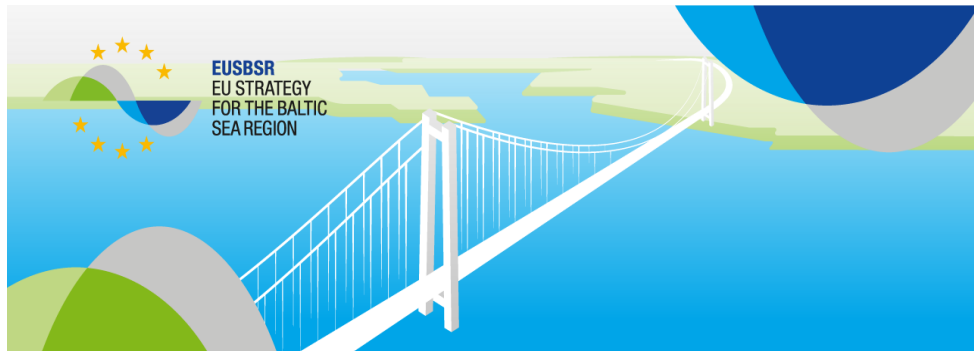 EUSBSR
EU STRATEGY
FOR THE BALTIC
SEA REGION